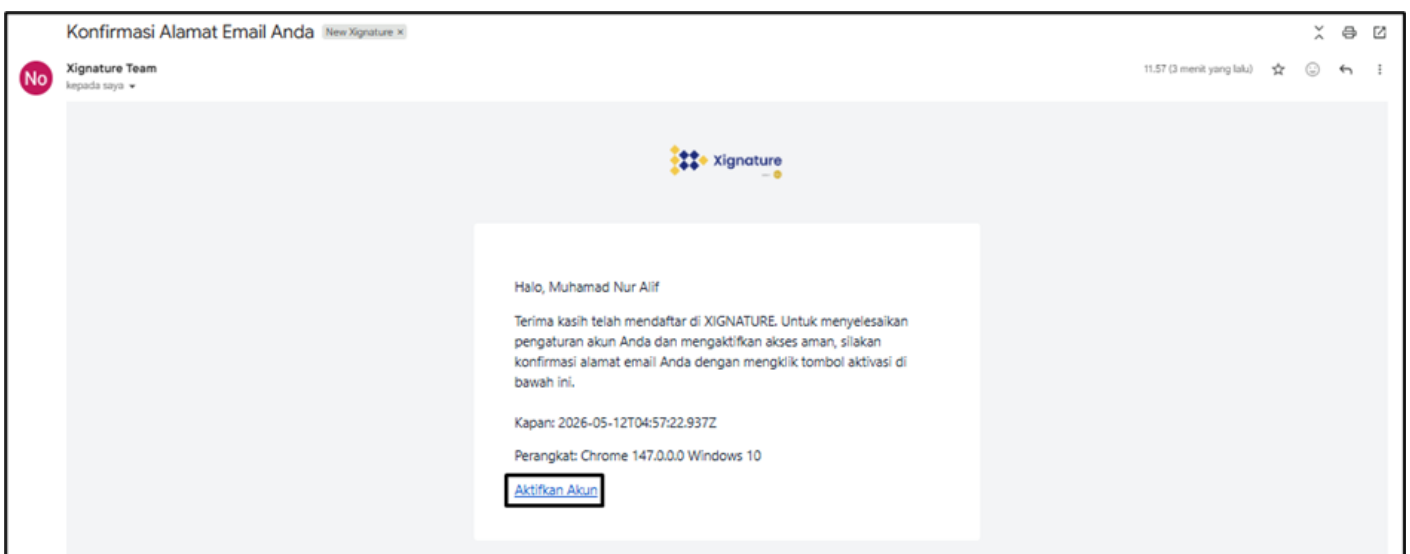 Konfirmasi Alamat Email Anda New Xignature ×
No
Xignature Team
11.57 (3 menit yang lalu)
kepada saya
Xignature
Halo, Muhamad Nur Alif
Terima kasih telah mendaftar di XIGNATURE. Untuk menyelesaikan
pengaturan akun Anda dan mengaktifkan akses aman, silakan
konfirmasi alamat email Anda dengan mengklik tombol aktivasi di
bawah ini.
Kapan: 2026-05-12T04:57:22.937Z
Perangkat: Chrome 147.0.0.0 Windows 10
Aktifkan Akun